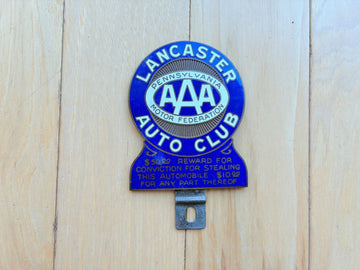 LANCASTER
PENNSYLVANIA
AAA
MOTOR FEDERATION
AUTO CLUB
$50.00 REWARD FOR
CONVICTION FOR STEALING
THIS AUTOMOBILE $10.00
FOR ANY PART THEREOF